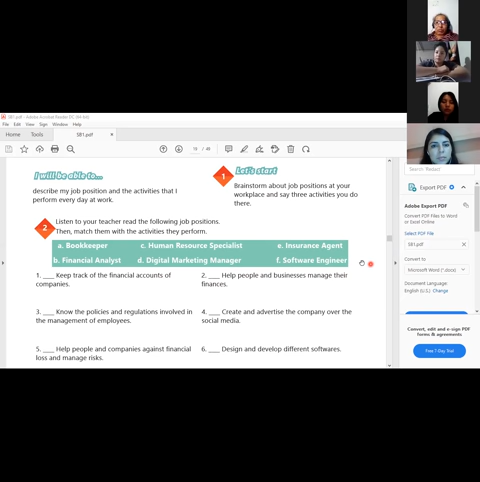 SB1.pdf - Adobe Acrobat Reader DC (64-bit)
File Edit View Sign Window Help
Home Tools SB1.pdf ×
I will be able to...
describe my job position and the activities that I
perform every day at work.
1 Let's start
Brainstorm about job positions at your
workplace and say three activities you do
there.
2 Listen to your teacher read the following job positions.
Then, match them with the activities they perform.
a. Bookkeeper c. Human Resource Specialist e. Insurance Agent
b. Financial Analyst d. Digital Marketing Manager f. Software Engineer
1. ___ Keep track of the financial accounts of
companies.
2. ___ Help people and businesses manage their
finances.
3. ___ Know the policies and regulations involved in
the management of employees.
4. ___ Create and advertise the company over the
social media.
5. ___ Help people and companies against financial
loss and manage risks.
6. ___ Design and develop different softwares.
Export PDF
Adobe Export PDF
Convert PDF Files to Word
or Excel Online
Select PDF File
SB1.pdf ×
Convert to
Microsoft Word (*.docx)
Document Language:
English (U.S.) Change
Convert, edit and e-sign PDF
forms & agreements
Free 7-Day Trial